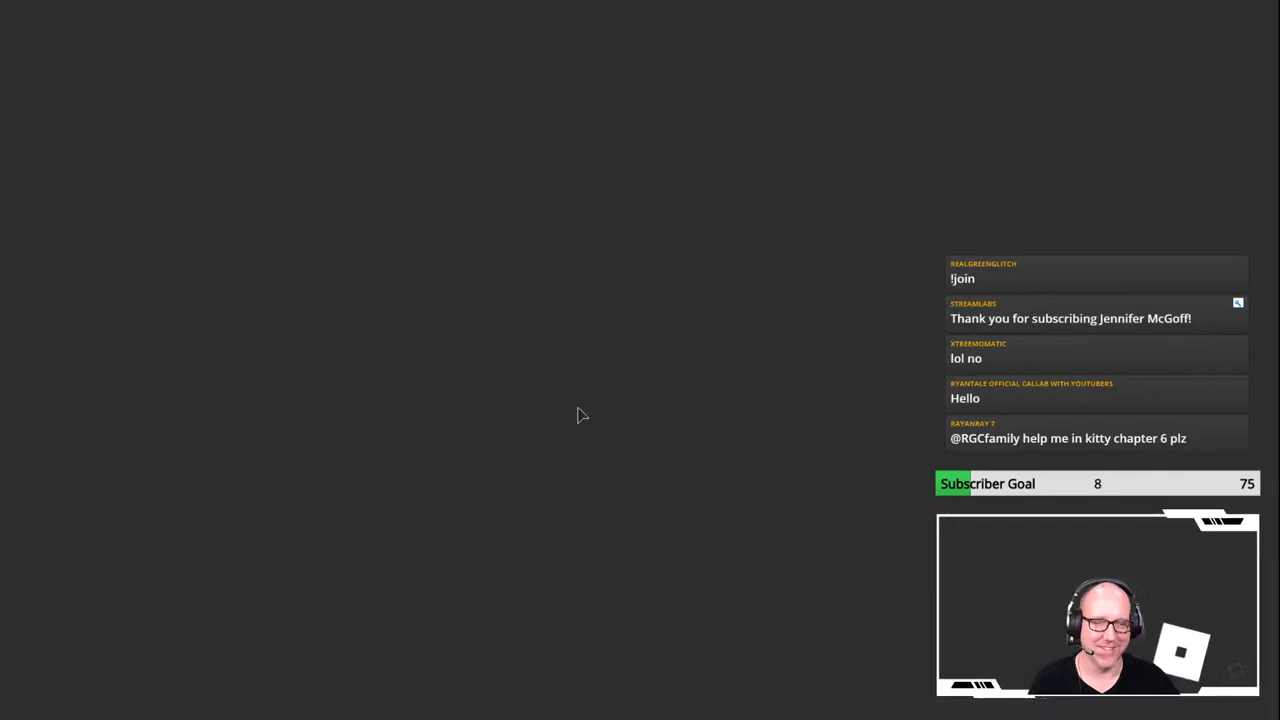 REALGREENGLITCH
!join
STREAMLABS
Thank you for subscribing Jennifer McGoff!
XTREEMOMATIC
lol no
RYANTALE OFFICIAL CALLAB WITH YOUTUBERS
Hello
RAYANRAY 7
@RGCfamily help me in kitty chapter 6 plz
Subscriber Goal 8 75